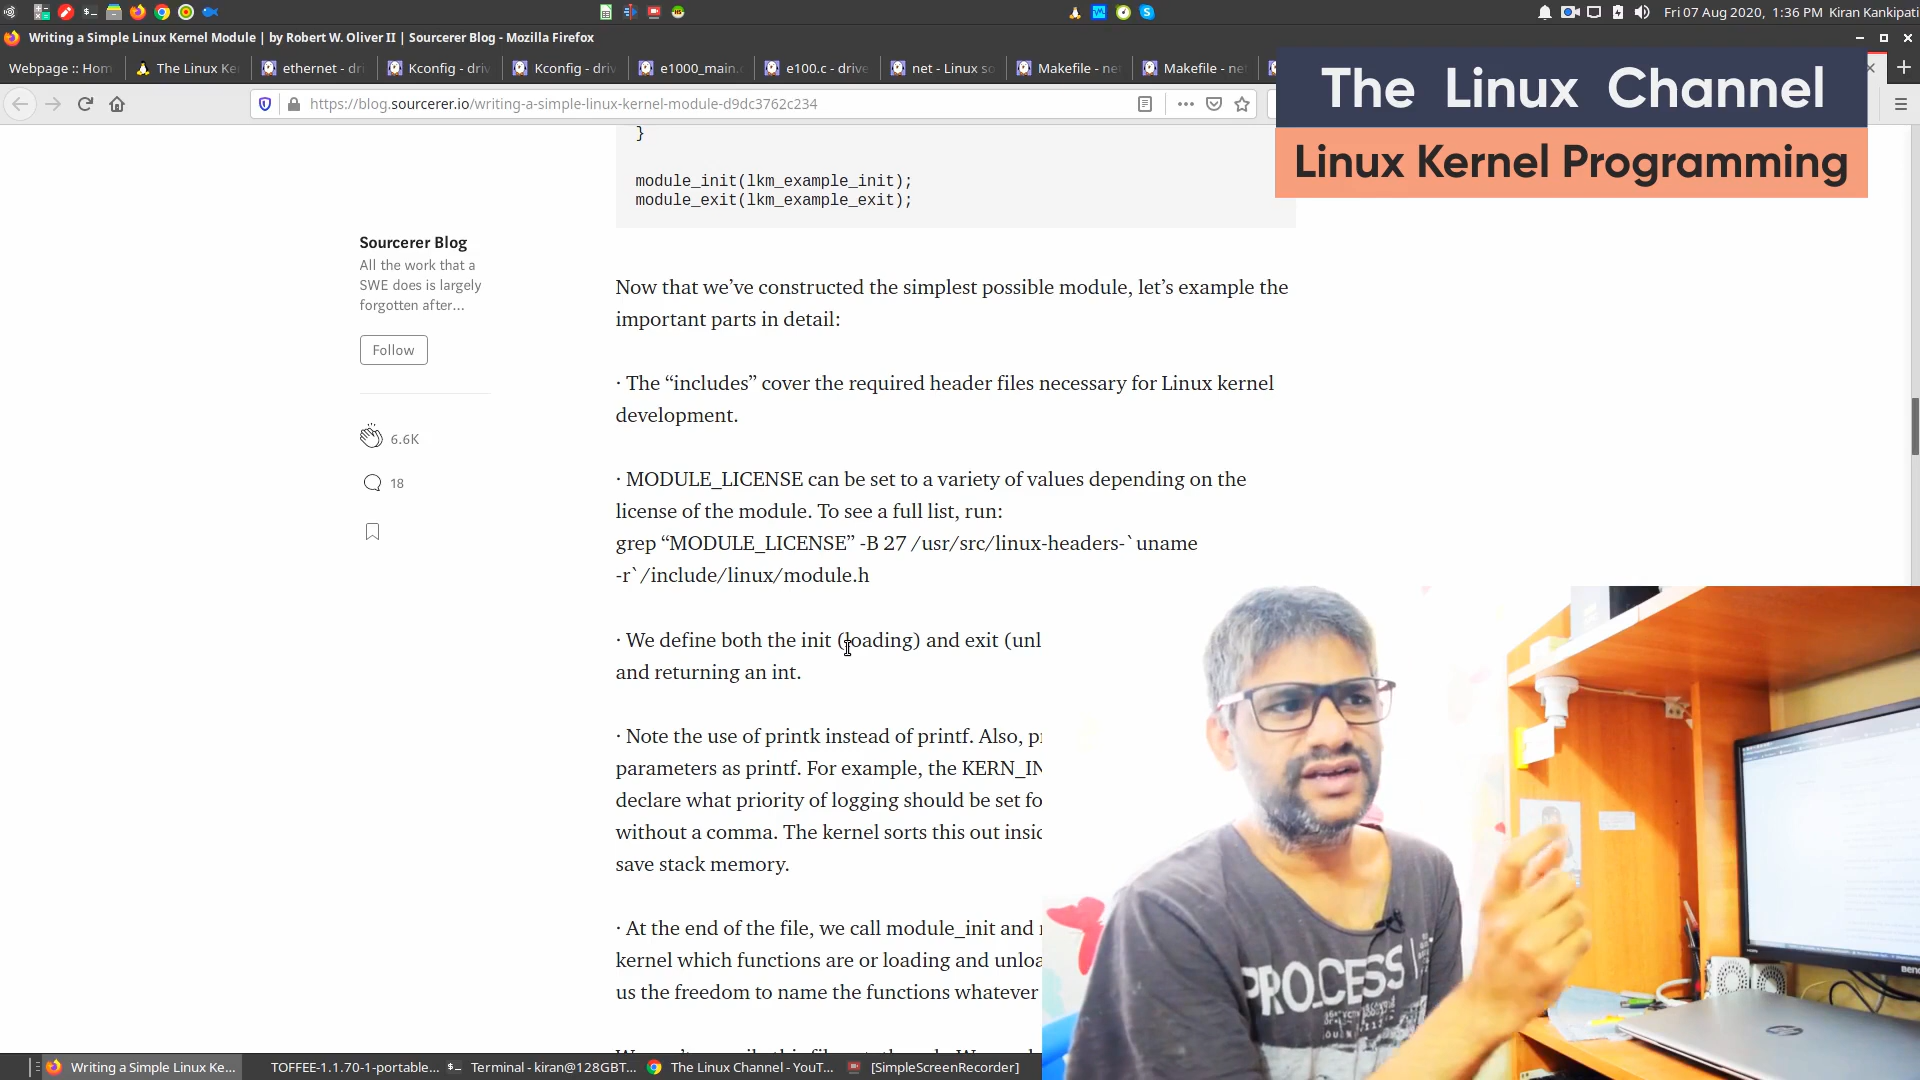 Fri 07 Aug 2020, 1:36 PM Kiran Kankipati
Writing a Simple Linux Kernel Module | by Robert W. Oliver II | Sourcerer Blog - Mozilla Firefox
Webpage :: Hom
The Linux Ke
ethernet - dri
Kconfig - driv
Kconfig - driv
e1000_main.
e100.c - drive
net - Linux so
Makefile - ne
Makefile - ne
https://blog.sourcerer.io/writing-a-simple-linux-kernel-module-d9dc3762c234
The Linux Channel
Linux Kernel Programming
}
module_init(lkm_example_init);
module_exit(lkm_example_exit);
Sourcerer Blog
All the work that a
SWE does is largely
forgotten after...
Follow
6.6K
18
Now that we’ve constructed the simplest possible module, let’s example the
important parts in detail:
· The “includes” cover the required header files necessary for Linux kernel
development.
· MODULE_LICENSE can be set to a variety of values depending on the
license of the module. To see a full list, run:
grep “MODULE_LICENSE” -B 27 /usr/src/linux-headers-`uname
-r`/include/linux/module.h
· We define both the init (loading) and exit (unl
and returning an int.
· Note the use of printk instead of printf. Also, pr
parameters as printf. For example, the KERN_IN
declare what priority of logging should be set fo
without a comma. The kernel sorts this out insid
save stack memory.
· At the end of the file, we call module_init and
kernel which functions are or loading and unloa
us the freedom to name the functions whatever
PROCESS
Writing a Simple Linux Ke...
TOFFEE-1.1.70-1-portable...
Terminal - kiran@128GBT...
The Linux Channel - YouT...
[SimpleScreenRecorder]